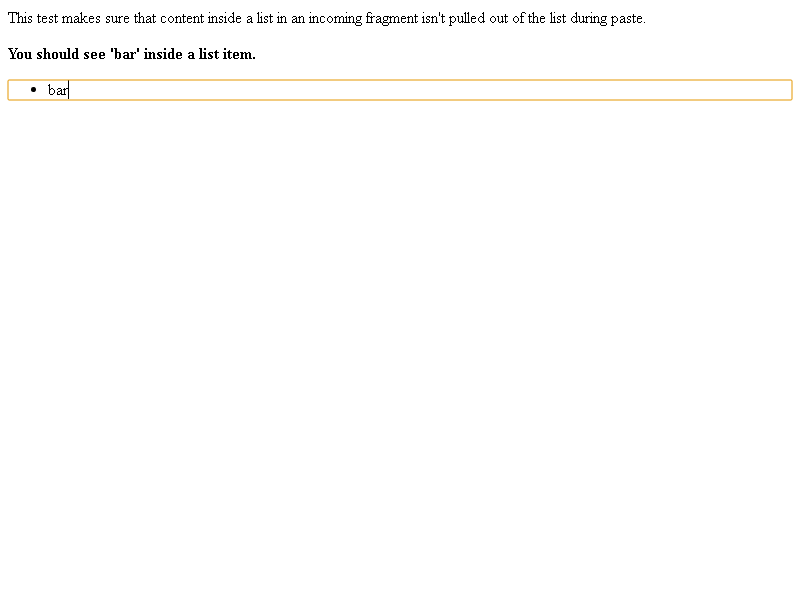 This test makes sure that content inside a list in an incoming fragment isn't pulled out of the list during paste.
You should see 'bar' inside a list item.
• bar